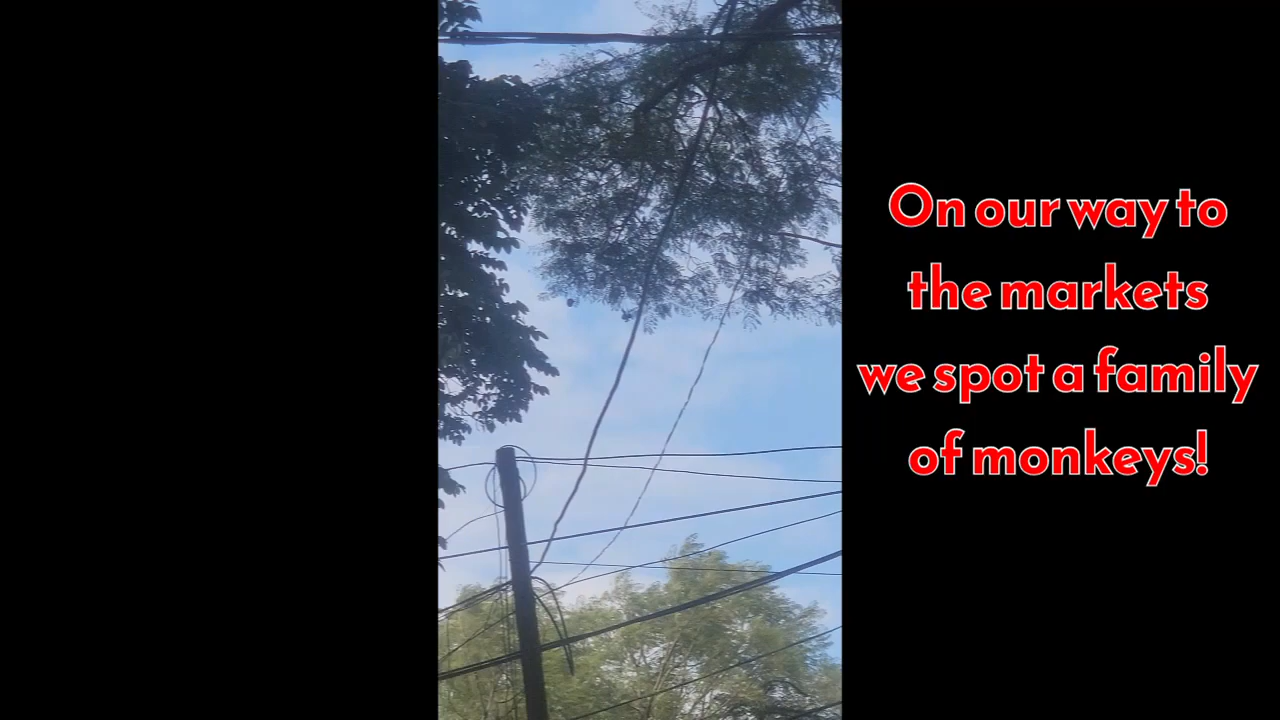 On our way to
the markets
we spot a family
of monkeys!